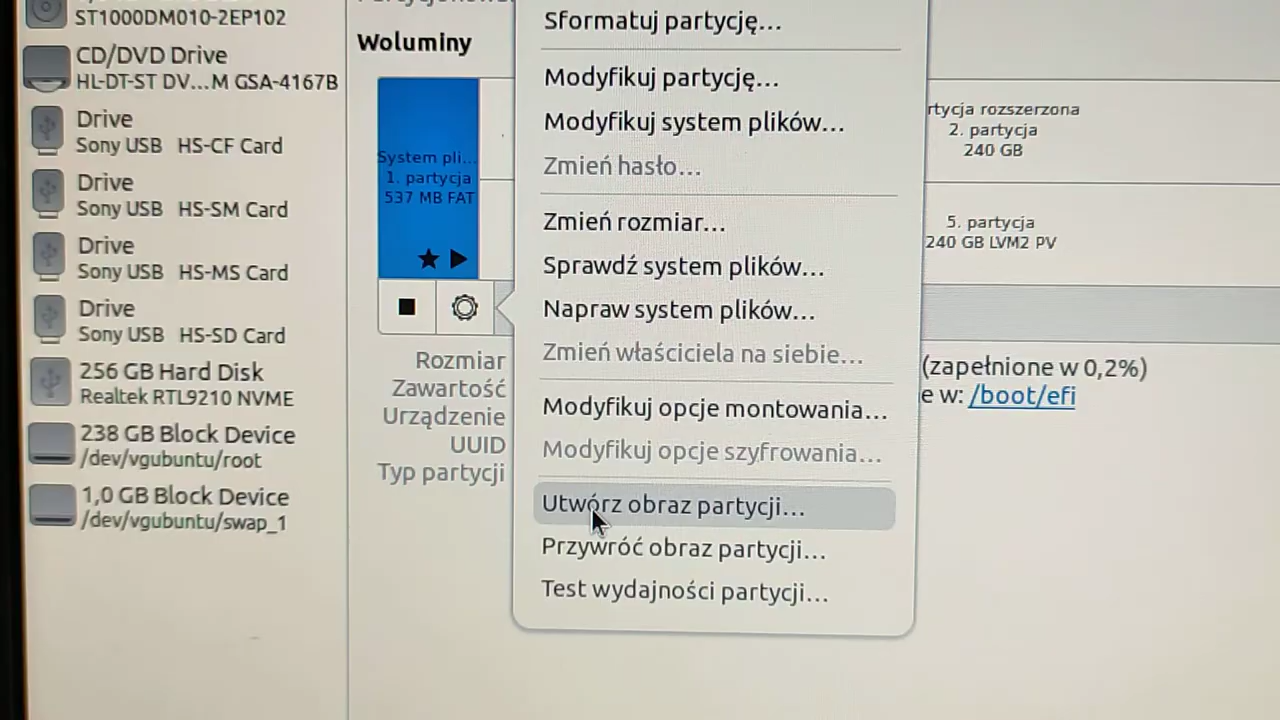 ST1000DM010-2EP102
CD/DVD Drive
HL-DT-ST DV...M GSA-4167B
Drive
Sony USB HS-CF Card
Drive
Sony USB HS-SM Card
Drive
Sony USB HS-MS Card
Drive
Sony USB HS-SD Card
256 GB Hard Disk
Realtek RTL9210 NVME
238 GB Block Device
/dev/vgubuntu/root
1,0 GB Block Device
/dev/vgubuntu/swap_1
Woluminy
System pli...
1. partycja
537 MB FAT
Rozmiar
Zawartość
Urządzenie
UUID
Typ partycji
Sformatuj partycję...
Modyfikuj partycję...
Modyfikuj system plików...
Zmień hasło...
Zmień rozmiar...
Sprawdź system plików...
Napraw system plików...
Zmień właściciela na siebie...
Modyfikuj opcje montowania...
Modyfikuj opcje szyfrowania...
Utwórz obraz partycji...
Przywróć obraz partycji...
Test wydajności partycji...
rtycja rozszerzona
2. partycja
240 GB
5. partycja
240 GB LVM2 PV
(zapełnione w 0,2%)
e w: /boot/efi